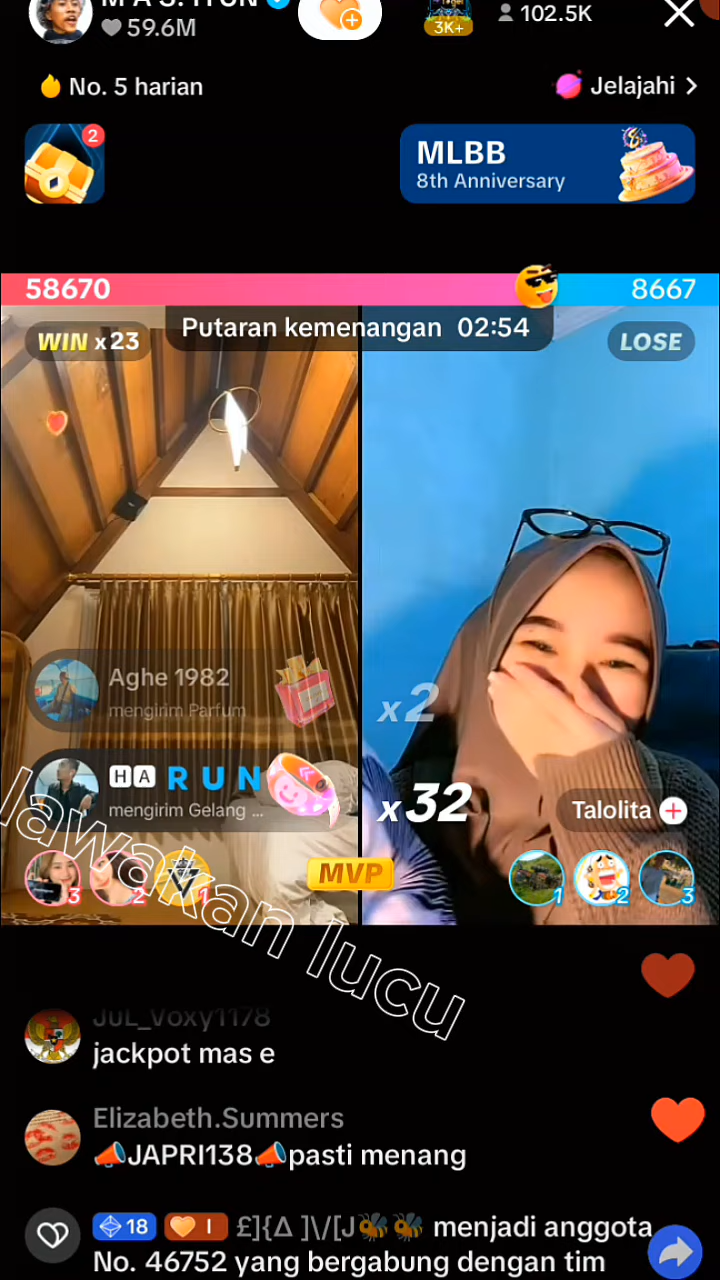 59.6M
3K+
102.5K
No. 5 harian
Jelajahi >
2
MLBB
8th Anniversary
58670
8667
Putaran kemenangan 02:54
WIN x23
LOSE
Aghe 1982
mengirim Parfum
x2
HA RUN
mengirim Gelang ...
x32
Talolita +
3
2
1
MVP
1
2
3
lawakan lucu
JuL_Voxy1178
jackpot mas e
Elizabeth.Summers
📣JAPRI138📣pasti menang
18
I
£]{Δ ]\/[J🐝🐝 menjadi anggota
No. 46752 yang bergabung dengan tim